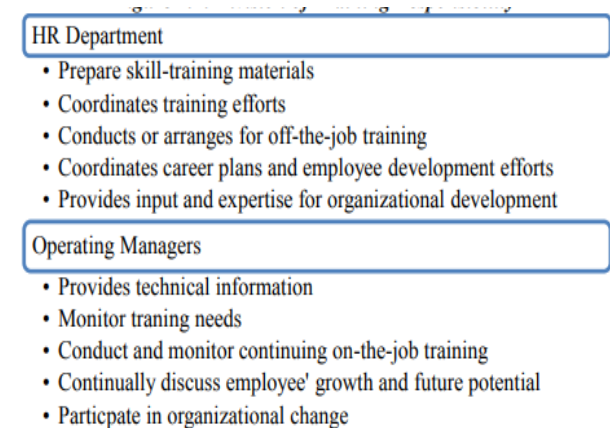 HR Department
• Prepare skill-training materials
• Coordinates training efforts
• Conducts or arranges for off-the-job training
• Coordinates career plans and employee development efforts
• Provides input and expertise for organizational development
Operating Managers
• Provides technical information
• Monitor traning needs
• Conduct and monitor continuing on-the-job training
• Continually discuss employee' growth and future potential
• Particpate in organizational change